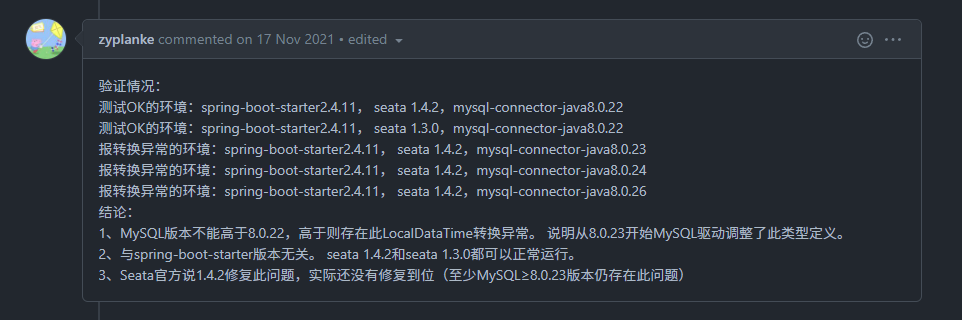 zyplanke commented on 17 Nov 2021 • edited
验证情况：
测试OK的环境：spring-boot-starter2.4.11， seata 1.4.2，mysql-connector-java8.0.22
测试OK的环境：spring-boot-starter2.4.11， seata 1.3.0，mysql-connector-java8.0.22
报转换异常的环境：spring-boot-starter2.4.11， seata 1.4.2，mysql-connector-java8.0.23
报转换异常的环境：spring-boot-starter2.4.11， seata 1.4.2，mysql-connector-java8.0.24
报转换异常的环境：spring-boot-starter2.4.11， seata 1.4.2，mysql-connector-java8.0.26
结论：
1、MySQL版本不能高于8.0.22，高于则存在此LocalDataTime转换异常。 说明从8.0.23开始MySQL驱动调整了此类型定义。
2、与spring-boot-starter版本无关。 seata 1.4.2和seata 1.3.0都可以正常运行。
3、Seata官方说1.4.2修复此问题，实际还没有修复到位（至少MySQL≥8.0.23版本仍存在此问题）